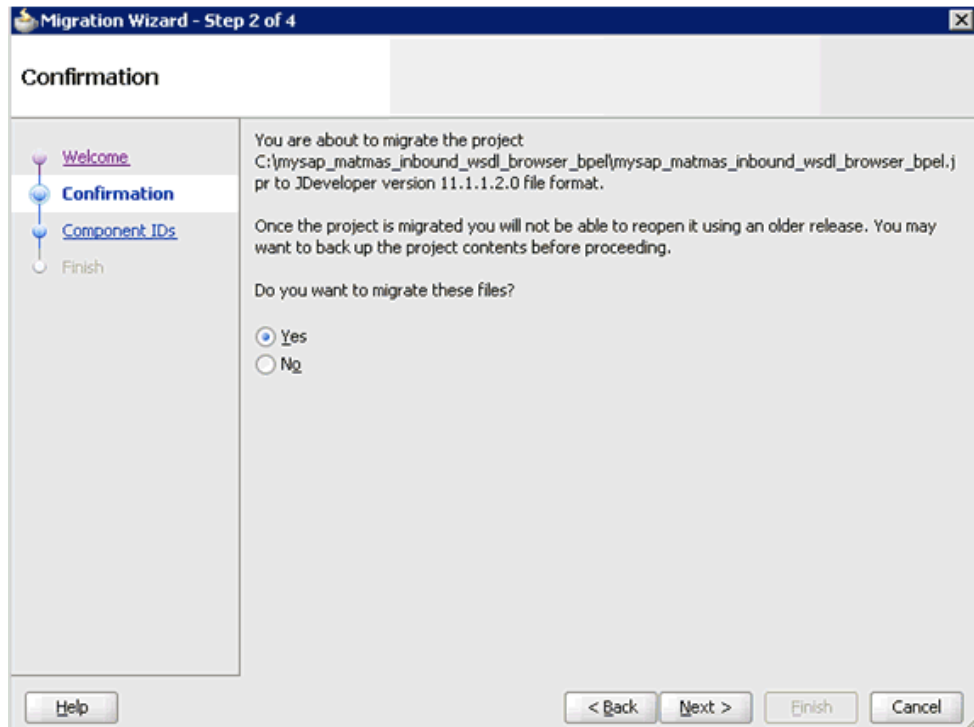 Migration Wizard - Step 2 of 4
Confirmation
Welcome
Confirmation
Component IDs
Finish
You are about to migrate the project
C:\mysap_matmas_inbound_wsdl_browser_bpel\mysap_matmas_inbound_wsdl_browser_bpel.j
pr to JDeveloper version 11.1.1.2.0 file format.
Once the project is migrated you will not be able to reopen it using an older release. You may
want to back up the project contents before proceeding.
Do you want to migrate these files?
Yes
No
Help
< Back
Next >
Finish
Cancel